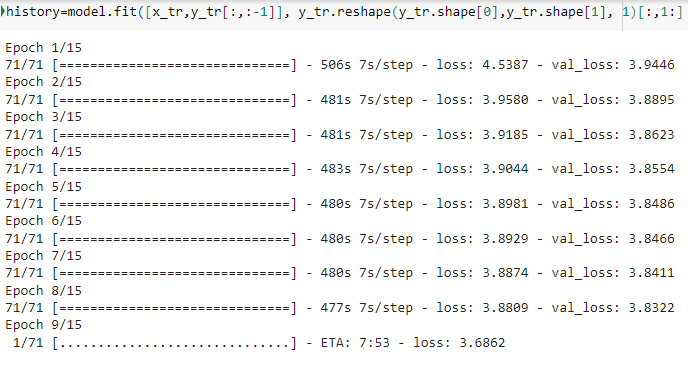 history=model.fit([x_tr,y_tr[:,:-1]], y_tr.reshape(y_tr.shape[0],y_tr.shape[1], 1)[:,1:]
Epoch 1/15
71/71 [==============================] - 506s 7s/step - loss: 4.5387 - val_loss: 3.9446
Epoch 2/15
71/71 [==============================] - 481s 7s/step - loss: 3.9580 - val_loss: 3.8895
Epoch 3/15
71/71 [==============================] - 481s 7s/step - loss: 3.9185 - val_loss: 3.8623
Epoch 4/15
71/71 [==============================] - 483s 7s/step - loss: 3.9044 - val_loss: 3.8554
Epoch 5/15
71/71 [==============================] - 480s 7s/step - loss: 3.8981 - val_loss: 3.8486
Epoch 6/15
71/71 [==============================] - 480s 7s/step - loss: 3.8929 - val_loss: 3.8466
Epoch 7/15
71/71 [==============================] - 480s 7s/step - loss: 3.8874 - val_loss: 3.8411
Epoch 8/15
71/71 [==============================] - 477s 7s/step - loss: 3.8809 - val_loss: 3.8322
Epoch 9/15
1/71 [..............................] - ETA: 7:53 - loss: 3.6862